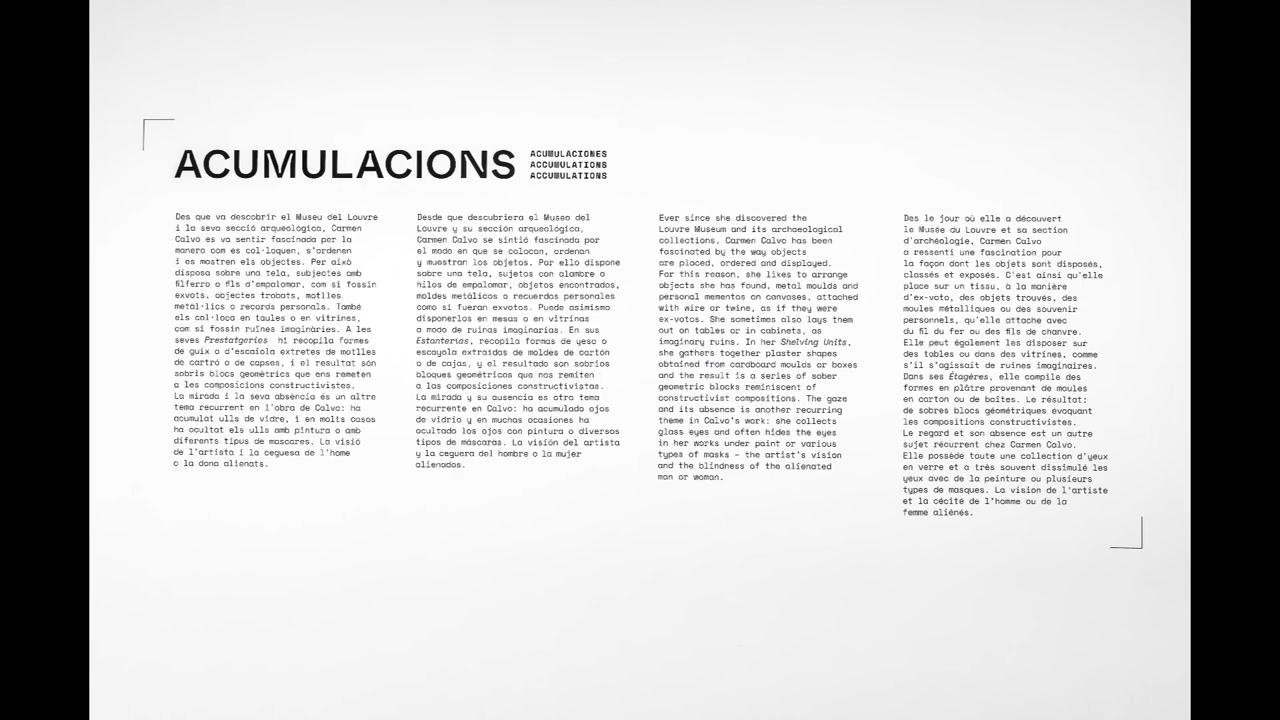 ACUMULACIONS
ACUMULACIONES
ACCUMULATIONS
ACCUMULATIONS
Des que va descobrir el Museu del Louvre
i la seva secció arqueològica, Carmen
Calvo es va sentir fascinada per la
manera com es col·loquen, s'ordenen
i es mostren els objectes. Per això
disposa sobre una tela, subjectes amb
filferro o fils d'empalomar, com si fossin
exvots, objectes trobats, motlles
metàl·lics o records personals. També
els col·loca en taules o en vitrines,
com si fossin ruïnes imaginàries. A les
seves Prestatgeries hi recopila formes
de guix o d'escaiola extretes de motlles
de cartró o de capses, i el resultat són
sobris blocs geomètrics que ens remeten
a les composicions constructivistes.
La mirada i la seva absència és un altre
tema recurrent en l'obra de Calvo: ha
acumulat ulls de vidre, i en molts casos
ha ocultat els ulls amb pintura o amb
diferents tipus de màscares. La visió
de l'artista i la ceguesa de l'home
o la dona alienats.
Desde que descubriera el Museo del
Louvre y su sección arqueológica,
Carmen Calvo se sintió fascinada por
el modo en que se colocan, ordenan
y muestran los objetos. Por ello dispone
sobre una tela, sujetos con alambre o
hilos de empalomar, objetos encontrados,
moldes metálicos o recuerdos personales
como si fueran exvotos. Puede asimismo
disponerlos en mesas o en vitrinas
a modo de ruinas imaginarias. En sus
Estanterías, recopila formas de yeso o
escayola extraídas de moldes de cartón
o de cajas, y el resultado son sobrios
bloques geométricos que nos remiten
a las composiciones constructivistas.
La mirada y su ausencia es otro tema
recurrente en Calvo: ha acumulado ojos
de vidrio y en muchas ocasiones ha
ocultado los ojos con pintura o diversos
tipos de máscaras. La visión del artista
y la ceguera del hombre o la mujer
alienados.
Ever since she discovered the
Louvre Museum and its archaeological
collections, Carmen Calvo has been
fascinated by the way objects
are placed, ordered and displayed.
For this reason, she likes to arrange
objects she has found, metal moulds and
personal mementos on canvases, attached
with wire or twine, as if they were
ex-votos. She sometimes also lays them
out on tables or in cabinets, as
imaginary ruins. In her Shelving Units,
she gathers together plaster shapes
obtained from cardboard moulds or boxes
and the result is a series of sober
geometric blocks reminiscent of
constructivist compositions. The gaze
and its absence is another recurring
theme in Calvo's work: she collects
glass eyes and often hides the eyes
in her works under paint or various
types of masks – the artist's vision
and the blindness of the alienated
man or woman.
Des le jour où elle a découvert
le Musée du Louvre et sa section
d'archéologie, Carmen Calvo
a ressenti une fascination pour
la façon dont les objets sont disposés,
classés et exposés. C'est ainsi qu'elle
place sur un tissu, à la manière
d'ex-voto, des objets trouvés, des
moules métalliques ou des souvenir
personnels, qu'elle attache avec
du fil du fer ou des fils de chanvre.
Elle peut également les disposer sur
des tables ou dans des vitrines, comme
s'il s'agissait de ruines imaginaires.
Dans ses Étagères, elle compile des
formes en plâtre provenant de moules
en carton ou de boîtes. Le résultat:
de sobres blocs géométriques évoquant
les compositions constructivistes.
Le regard et son absence est un autre
sujet récurrent chez Carmen Calvo.
Elle possède toute une collection d'yeux
en verre et a très souvent dissimulé les
yeux avec de la peinture ou plusieurs
types de masques. La vision de l'artiste
et la cécité de l'homme ou de la
femme aliénés.